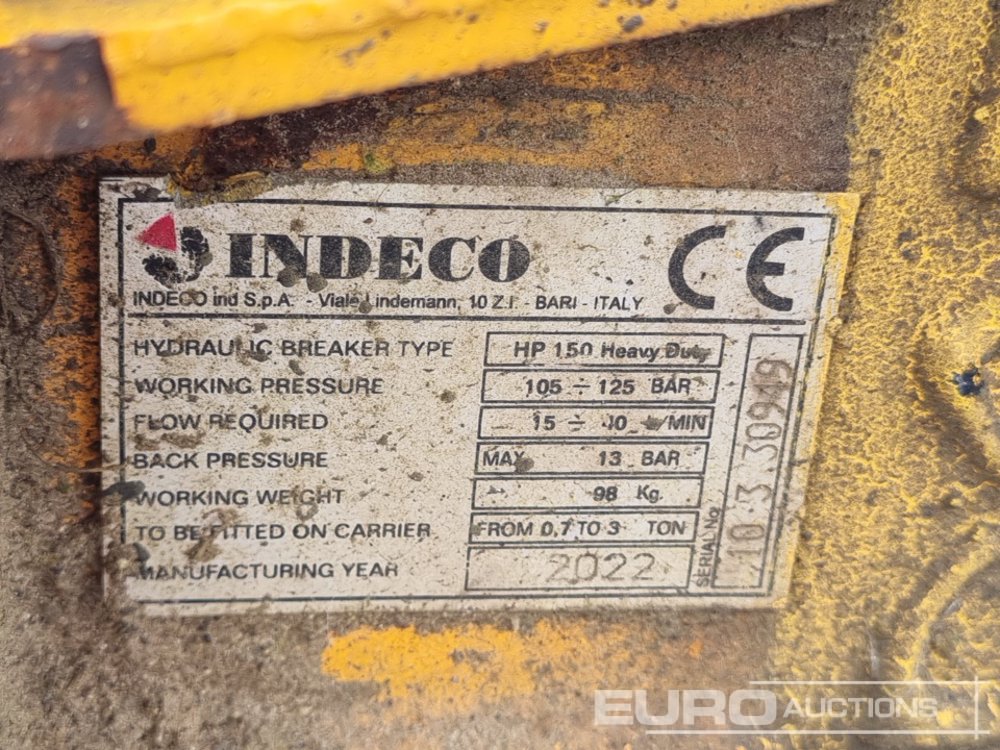 INDECO CE
INDECO ind S.p.A. - Viale Lindemann, 10 Z.I. - BARI - ITALY
HYDRAULIC BREAKER TYPE HP 150 Heavy Duty
WORKING PRESSURE 105 ÷ 125 BAR
FLOW REQUIRED 15 ÷ /MIN
BACK PRESSURE MAX 13 BAR
WORKING WEIGHT 98 Kg.
TO BE FITTED ON CARRIER FROM 0,7 TO 3 TON
MANUFACTURING YEAR 2022
SERIAL No 10 3 30949
EURO AUCTIONS